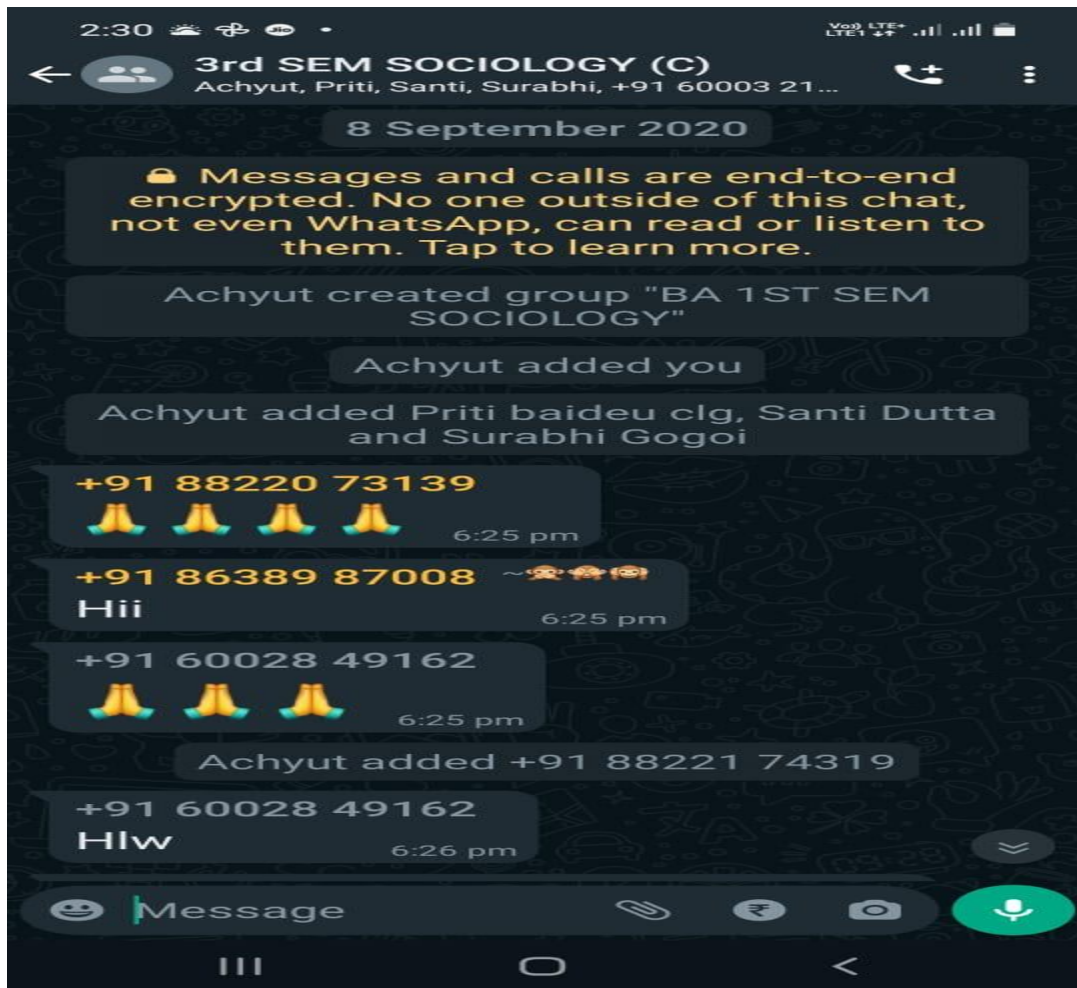 2:30
Vo)) LTE+
LTE1
3rd SEM SOCIOLOGY (C)
Achyut, Priti, Santi, Surabhi, +91 60003 21...
8 September 2020
Messages and calls are end-to-end
encrypted. No one outside of this chat,
not even WhatsApp, can read or listen to
them. Tap to learn more.
Achyut created group "BA 1ST SEM
SOCIOLOGY"
Achyut added you
Achyut added Priti baideu clg, Santi Dutta
and Surabhi Gogoi
+91 88220 73139
🙏 🙏 🙏 🙏 6:25 pm
+91 86389 87008 ~🙊🙈🙉
Hii 6:25 pm
+91 60028 49162
🙏 🙏 🙏 6:25 pm
Achyut added +91 88221 74319
+91 60028 49162
Hlw 6:26 pm
Message